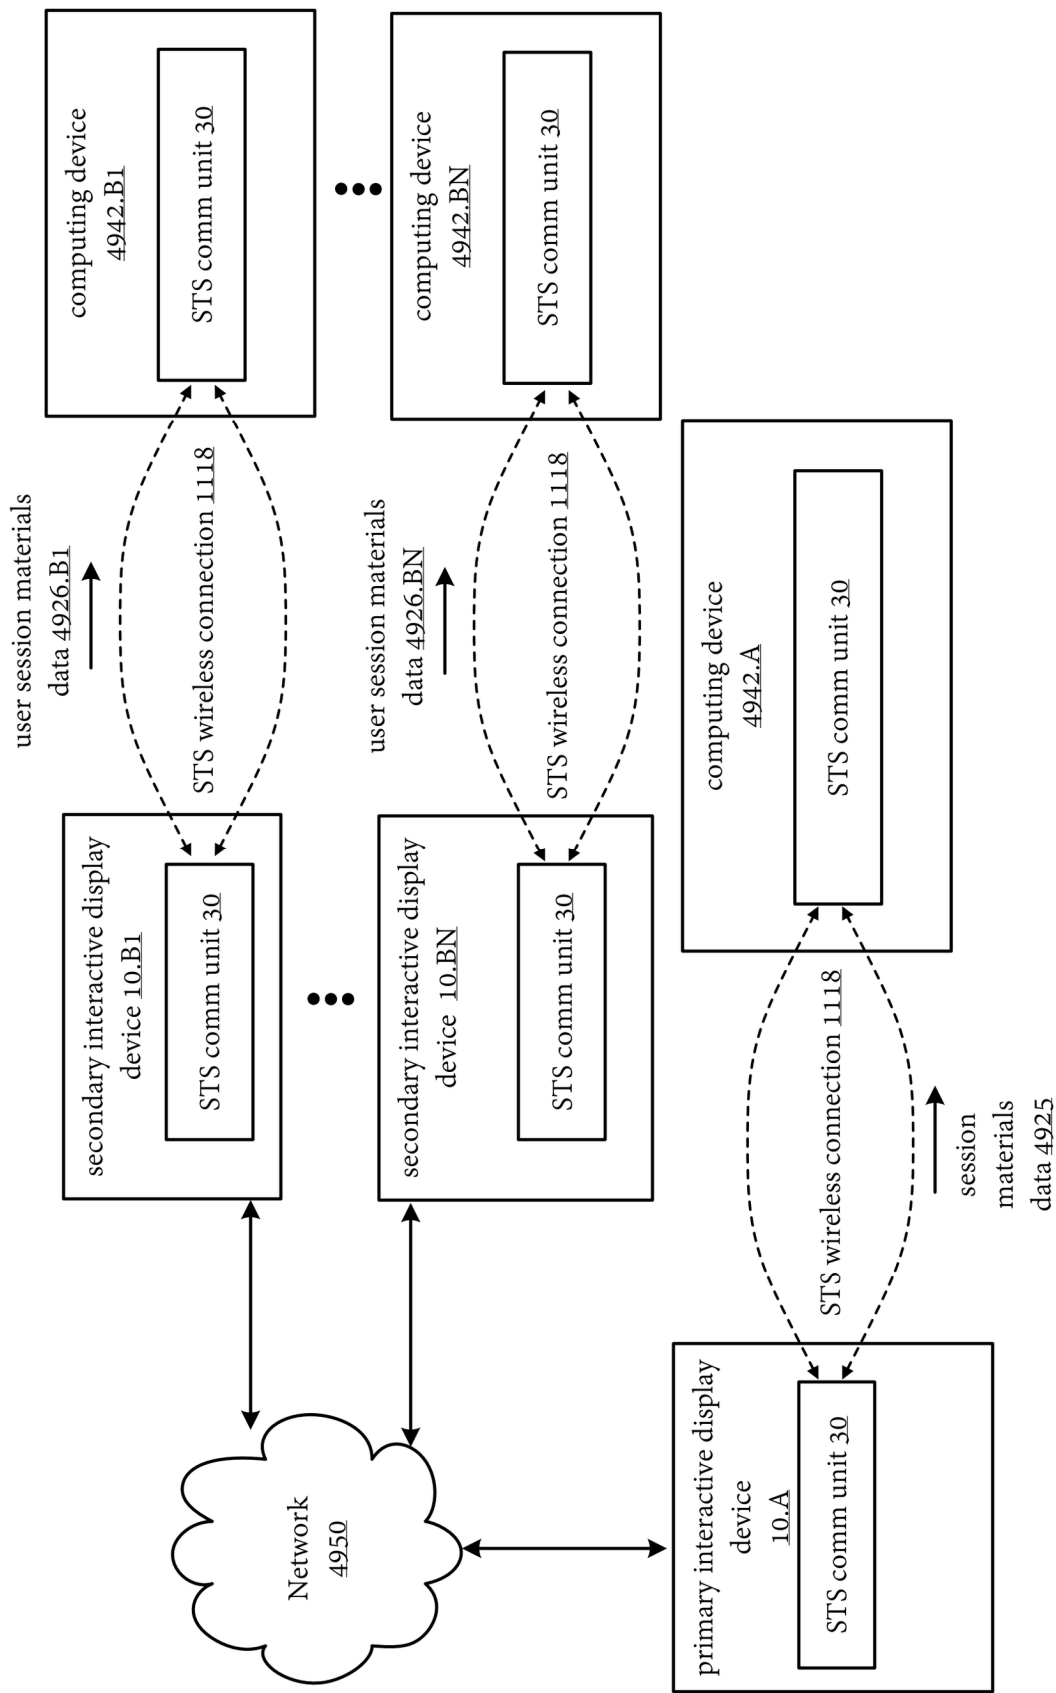 Network
4950
secondary interactive display
device 10.B1
STS comm unit 30
user session materials
data 4926.B1
STS wireless connection 1118
computing device
4942.B1
STS comm unit 30
secondary interactive display
device 10.BN
STS comm unit 30
user session materials
data 4926.BN
STS wireless connection 1118
computing device
4942.BN
STS comm unit 30
primary interactive display
device
10.A
STS comm unit 30
STS wireless connection 1118
session
materials
data 4925
computing device
4942.A
STS comm unit 30